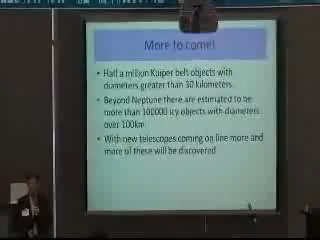 More to come!
• Half a million Kuiper belt objects with
diameters greater than 30 kilometers.
• Beyond Neptune there are estimated to be
more than 100000 icy objects with diameters
over 100km
• With new telescopes coming on line more and
more of these will be discovered